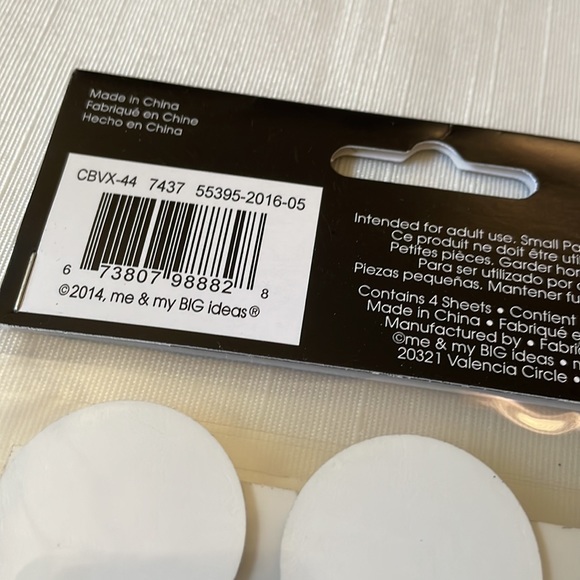 Made in China
Fabriqué en Chine
Hecho en China
CBVX-44 7437 55395-2016-05
6 73807 98882 8
©2014, me & my BIG ideas®
Intended for adult use. Small
Ce produit ne doit être
Petites pièces. Garder
Para ser utilizado por
Piezas pequeñas. Mantener
Contains 4 Sheets • Contient
Made in China • Fabriqué
Manufactured by •
©me & my BIG ideas •
20321 Valencia Circle •